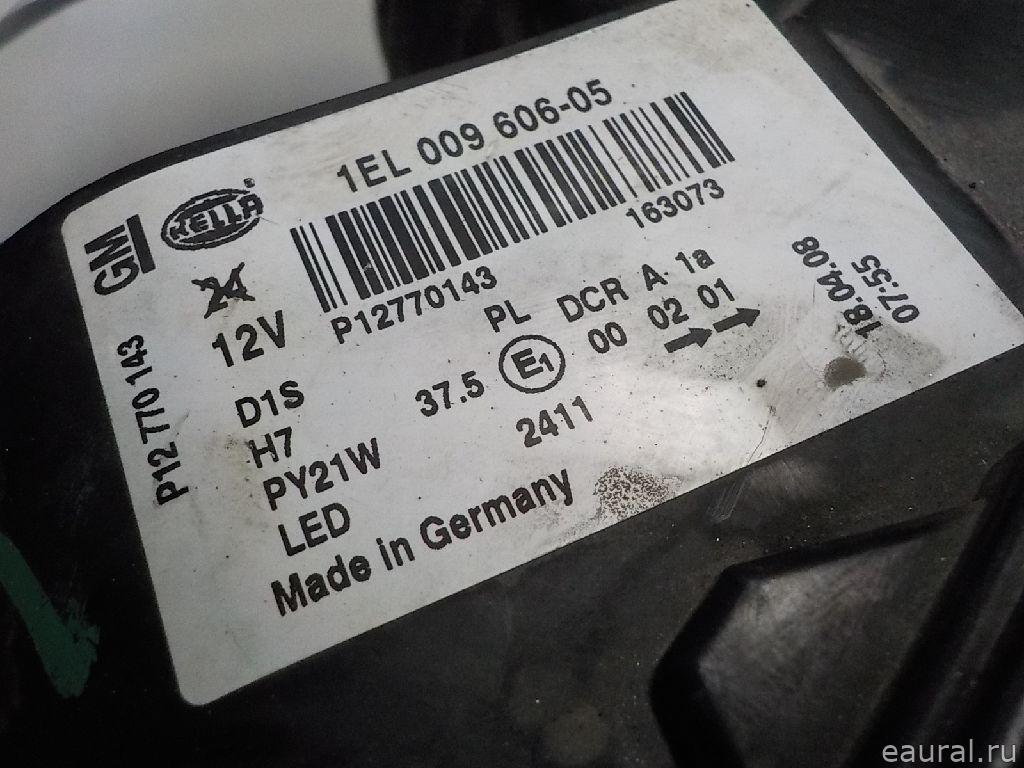 1EL 009 606-05
GM
HELLA®
P12770143
163073
12V
PL DCR A 1a
E1
00 02 01
18.04.08
07:55
P12 770 143
D1S
37.5
H7
2411
PY21W
LED
Made in Germany
eaural.ru